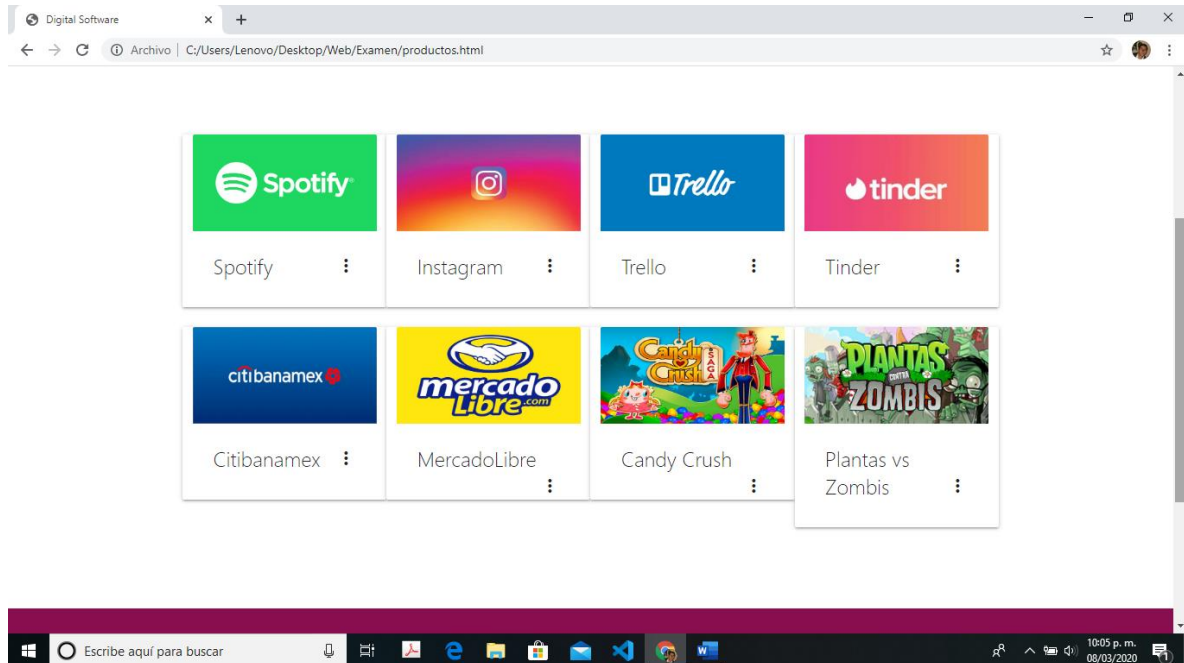 Digital Software
Archivo | C:/Users/Lenovo/Desktop/Web/Examen/productos.html
Spotify
Trello
tinder
Spotify
Instagram
Trello
Tinder
citibanamex
mercado
Libre.com
Candy
Crush
SAGA
PLANTAS
CONTRA
ZOMBIS
Citibanamex
MercadoLibre
Candy Crush
Plantas vs
Zombis
Escribe aquí para buscar
10:05 p. m.
08/03/2020